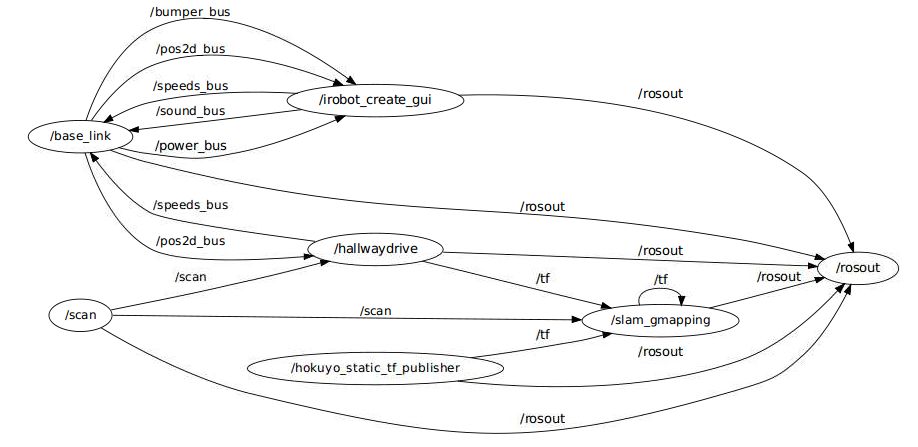 /bumper_bus
/pos2d_bus
/speeds_bus
/rosout
/irobot_create_gui
/sound_bus
/base_link
/power_bus
/speeds_bus
/rosout
/pos2d_bus
/hallwaydrive
/rosout
/rosout
/scan
/tf
/tf
/rosout
/scan
/scan
/slam_gmapping
/tf
/rosout
/hokuyo_static_tf_publisher
/rosout